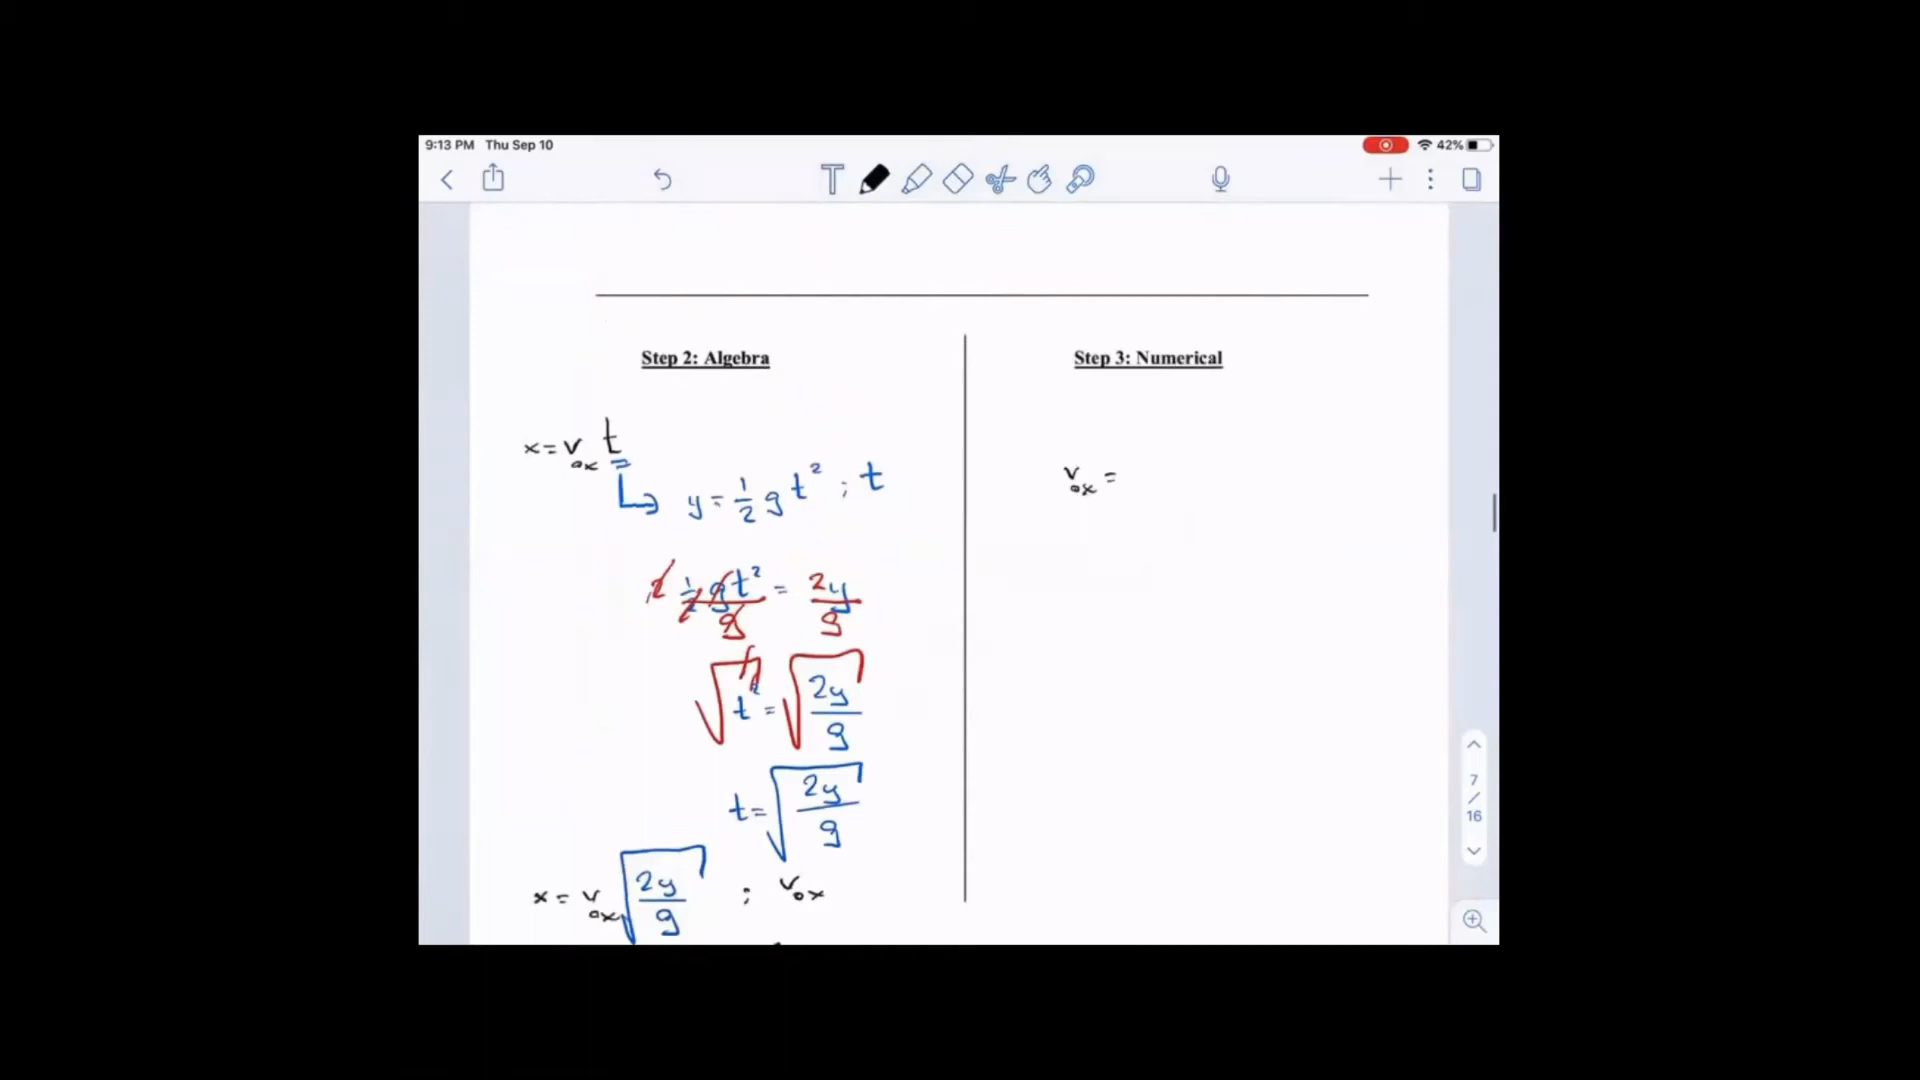 9:13 PM Thu Sep 10
42%
T
Step 2: Algebra
x = v₀ₓ t
y = 1/2 g t² ; t
2 1/2 g t² / g = 2y / g
√t² = √(2y/g)
t = √(2y/g)
x = v₀ₓ √(2y/g) ; v₀ₓ
Step 3: Numerical
v₀ₓ =
7
/
16